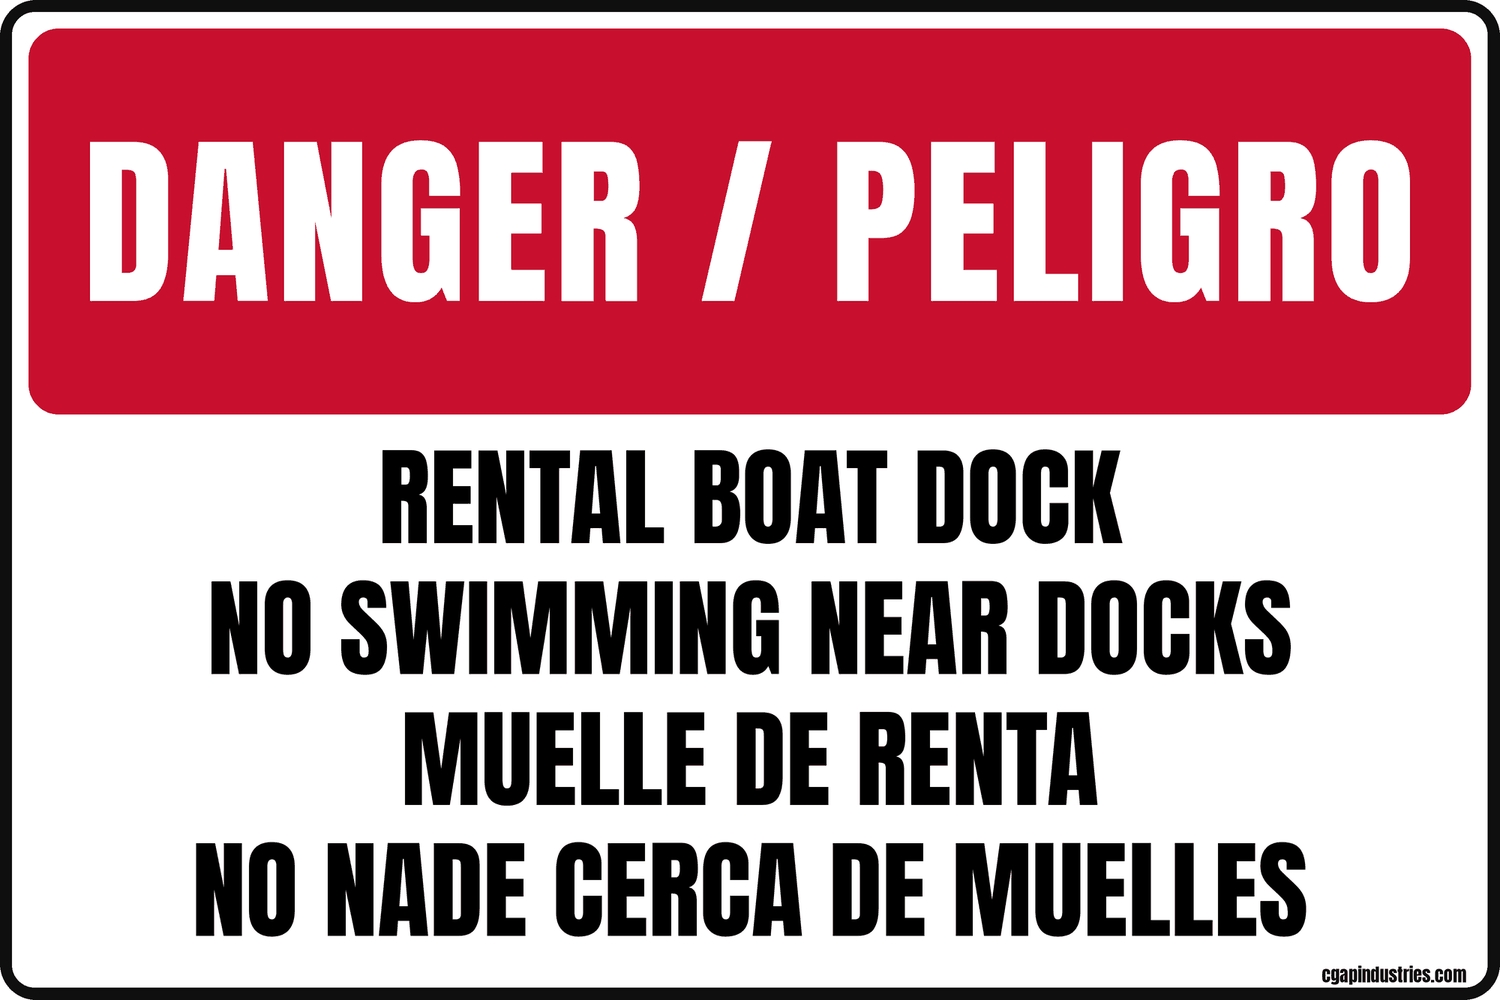 DANGER / PELIGRO
RENTAL BOAT DOCK
NO SWIMMING NEAR DOCKS
MUELLE DE RENTA
NO NADE CERCA DE MUELLES
cgapindustries.com